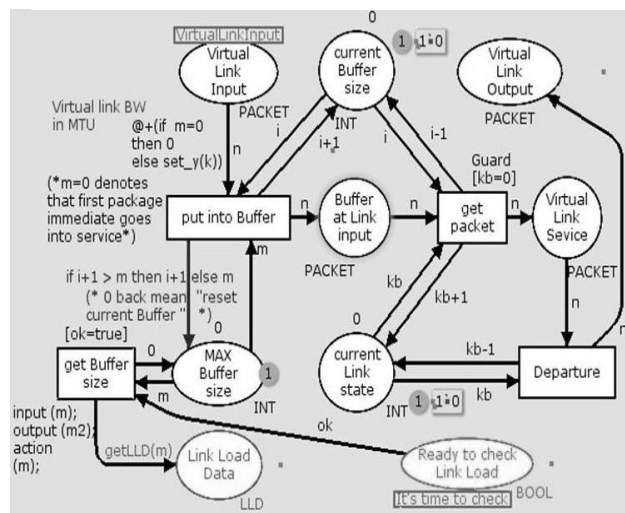 VirtualLinkInput
Virtual
Link
Input
PACKET
0
current
Buffer
size
1 1`0
INT
Virtual
Link
Output
PACKET
Virtual link BW
in MTU
@+(if m=0
then 0
else set_y(k))
n
i
i+1
i
i-1
Guard
[kb=0]
(*m=0 denotes
that first package
immediate goes
into service*)
put into Buffer
n
Buffer
at Link
input
PACKET
n
get
packet
n
Virtual
Link
Sevice
PACKET
n
n
m
if i+1 > m then i+1 else m
(* 0 back mean "reset
current Buffer " *)
[ok=true]
get Buffer
size
0
m
0
MAX
Buffer
size
1
INT
kb
kb+1
0
current
Link
state
INT
1 1`0
kb-1
kb
Departure
input (m);
output (m2);
action
(m);
getLLD(m)
Link Load
Data
LLD
ok
Ready to check
Link Load
BOOL
It's time to check